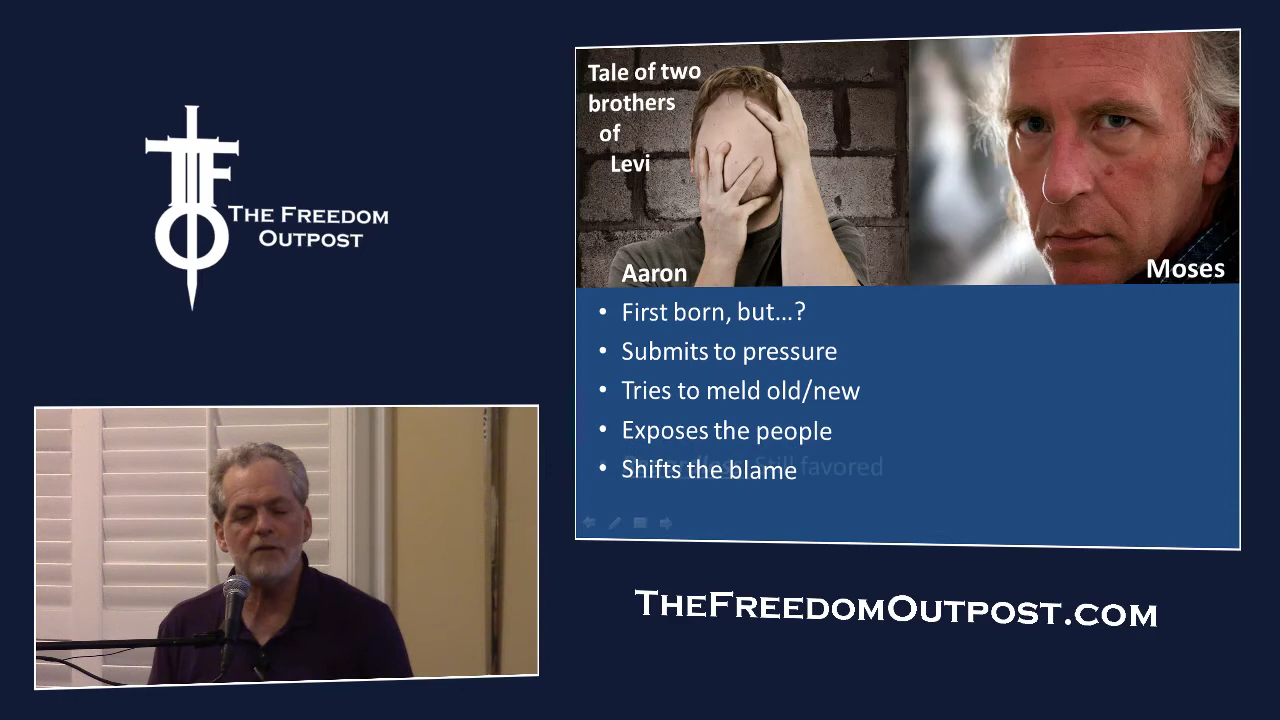 THE FREEDOM
OUTPOST
Tale of two
brothers
of
Levi
Aaron
Moses
• First born, but...?
• Submits to pressure
• Tries to meld old/new
• Exposes the people
• Shifts the blame
Still favored
THEFREEDOMOUTPOST.COM